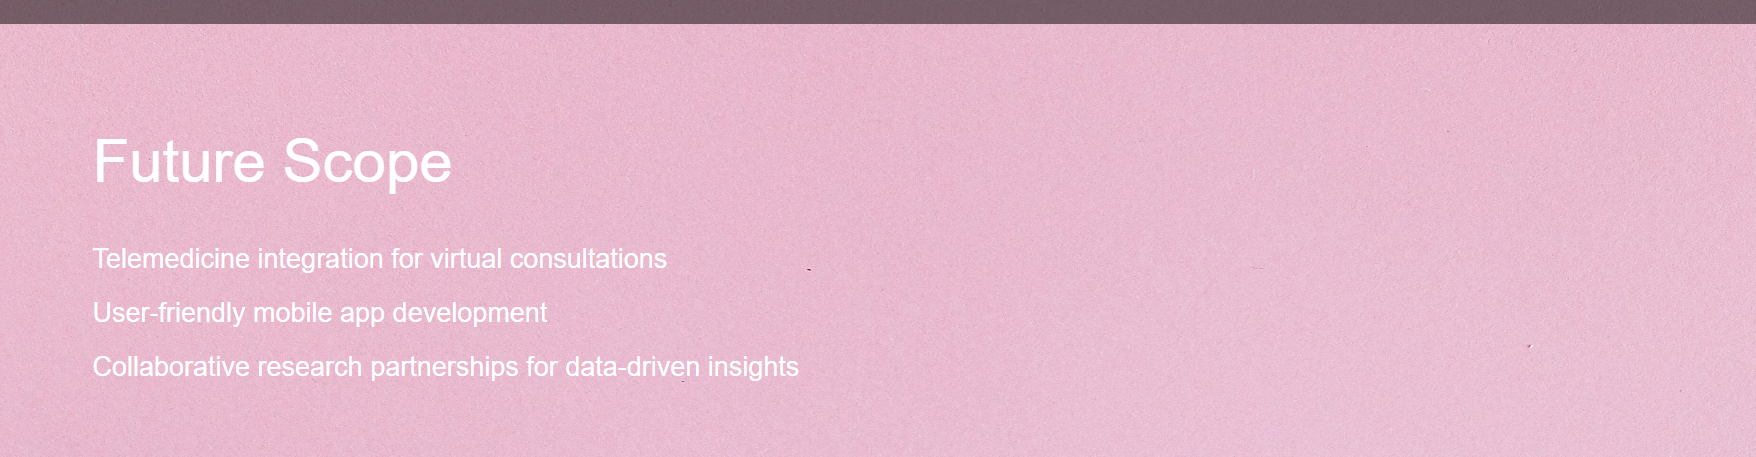 Future Scope
Telemedicine integration for virtual consultations
User-friendly mobile app development
Collaborative research partnerships for data-driven insights